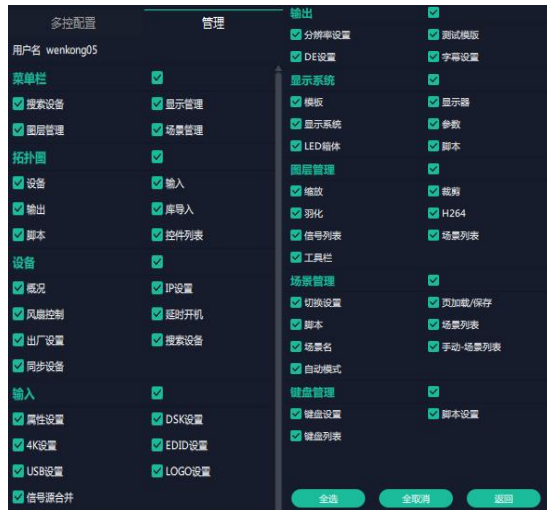 多控配置 管理
用户名 wenkong05
菜单栏
搜索设备 显示管理
图层管理 场景管理
拓扑图
设备 输入
输出 库导入
脚本 控件列表
设备
概况 IP设置
风扇控制 延时开机
出厂设置 搜索设备
同步设备
输入
属性设置 DSK设置
4K设置 EDID设置
USB设置 LOGO设置
信号源合并
输出
分辨率设置 测试模版
DE设置 字幕设置
显示系统
模板 显示器
显示系统 参数
LED箱体 脚本
图层管理
缩放 裁剪
羽化 H264
信号列表 场景列表
工具栏
场景管理
切换设置 页加载/保存
脚本 场景列表
场景名 手动-场景列表
自动模式
键盘管理
键盘设置 脚本设置
键盘列表
全选 全取消 返回